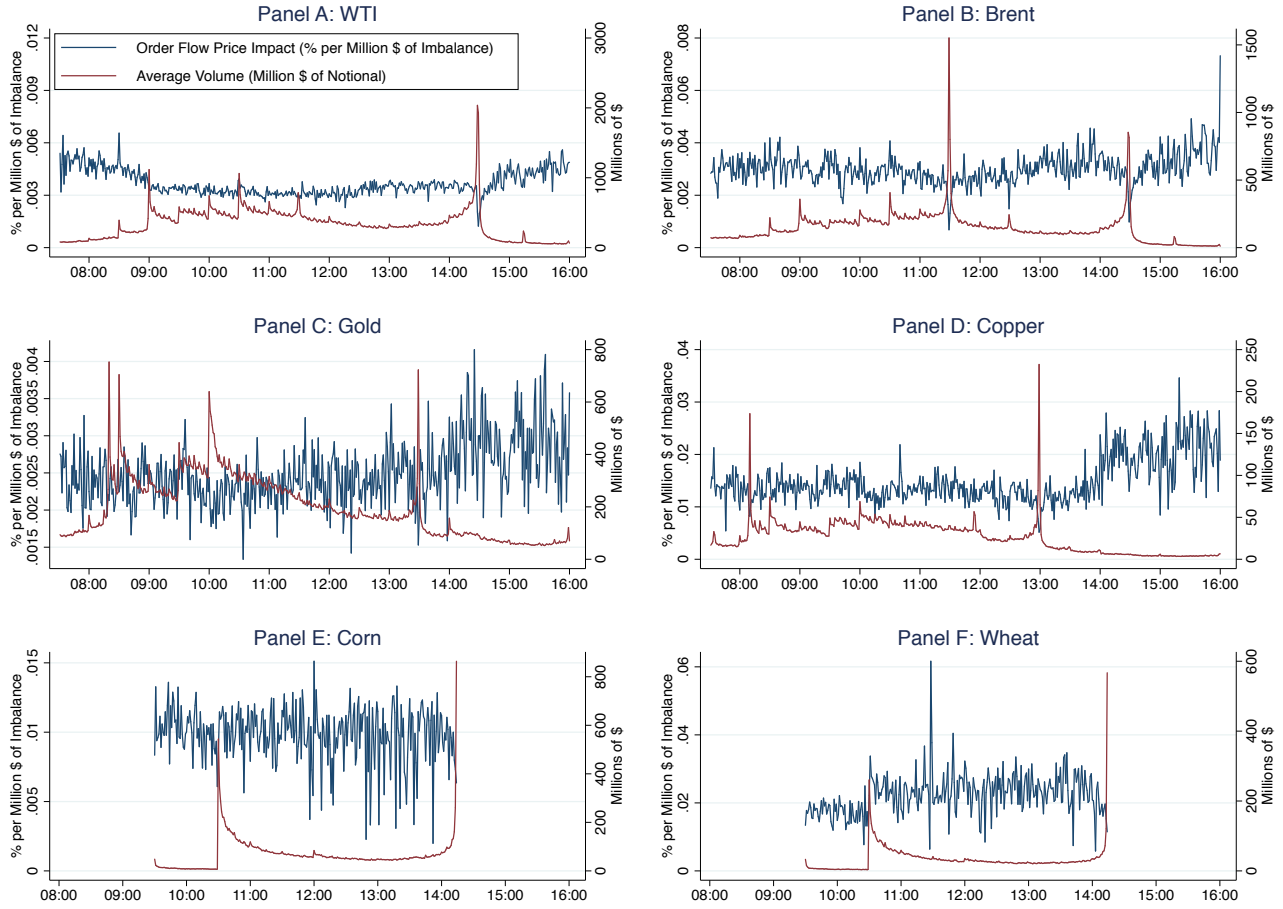 Panel A: WTI
% per Million $ of Imbalance
0 .003 .006 .009 .012
Order Flow Price Impact (% per Million $ of Imbalance)
Average Volume (Million $ of Notional)
0 1000 2000 3000
Millions of $
08:00 09:00 10:00 11:00 12:00 13:00 14:00 15:00 16:00
Panel B: Brent
% per Million $ of Imbalance
0 .002 .004 .006 .008
0 500 1000 1500
Millions of $
08:00 09:00 10:00 11:00 12:00 13:00 14:00 15:00 16:00
Panel C: Gold
% per Million $ of Imbalance
.0015 .002 .0025 .003 .0035 .004
0 200 400 600 800
Millions of $
08:00 09:00 10:00 11:00 12:00 13:00 14:00 15:00 16:00
Panel D: Copper
% per Million $ of Imbalance
0 .01 .02 .03 .04
0 50 100 150 200 250
Millions of $
08:00 09:00 10:00 11:00 12:00 13:00 14:00 15:00 16:00
Panel E: Corn
% per Million $ of Imbalance
0 .005 .01 .015
0 200 400 600 800
Millions of $
08:00 09:00 10:00 11:00 12:00 13:00 14:00 15:00 16:00
Panel F: Wheat
% per Million $ of Imbalance
0 .02 .04 .06
0 200 400 600
Millions of $
08:00 09:00 10:00 11:00 12:00 13:00 14:00 15:00 16:00